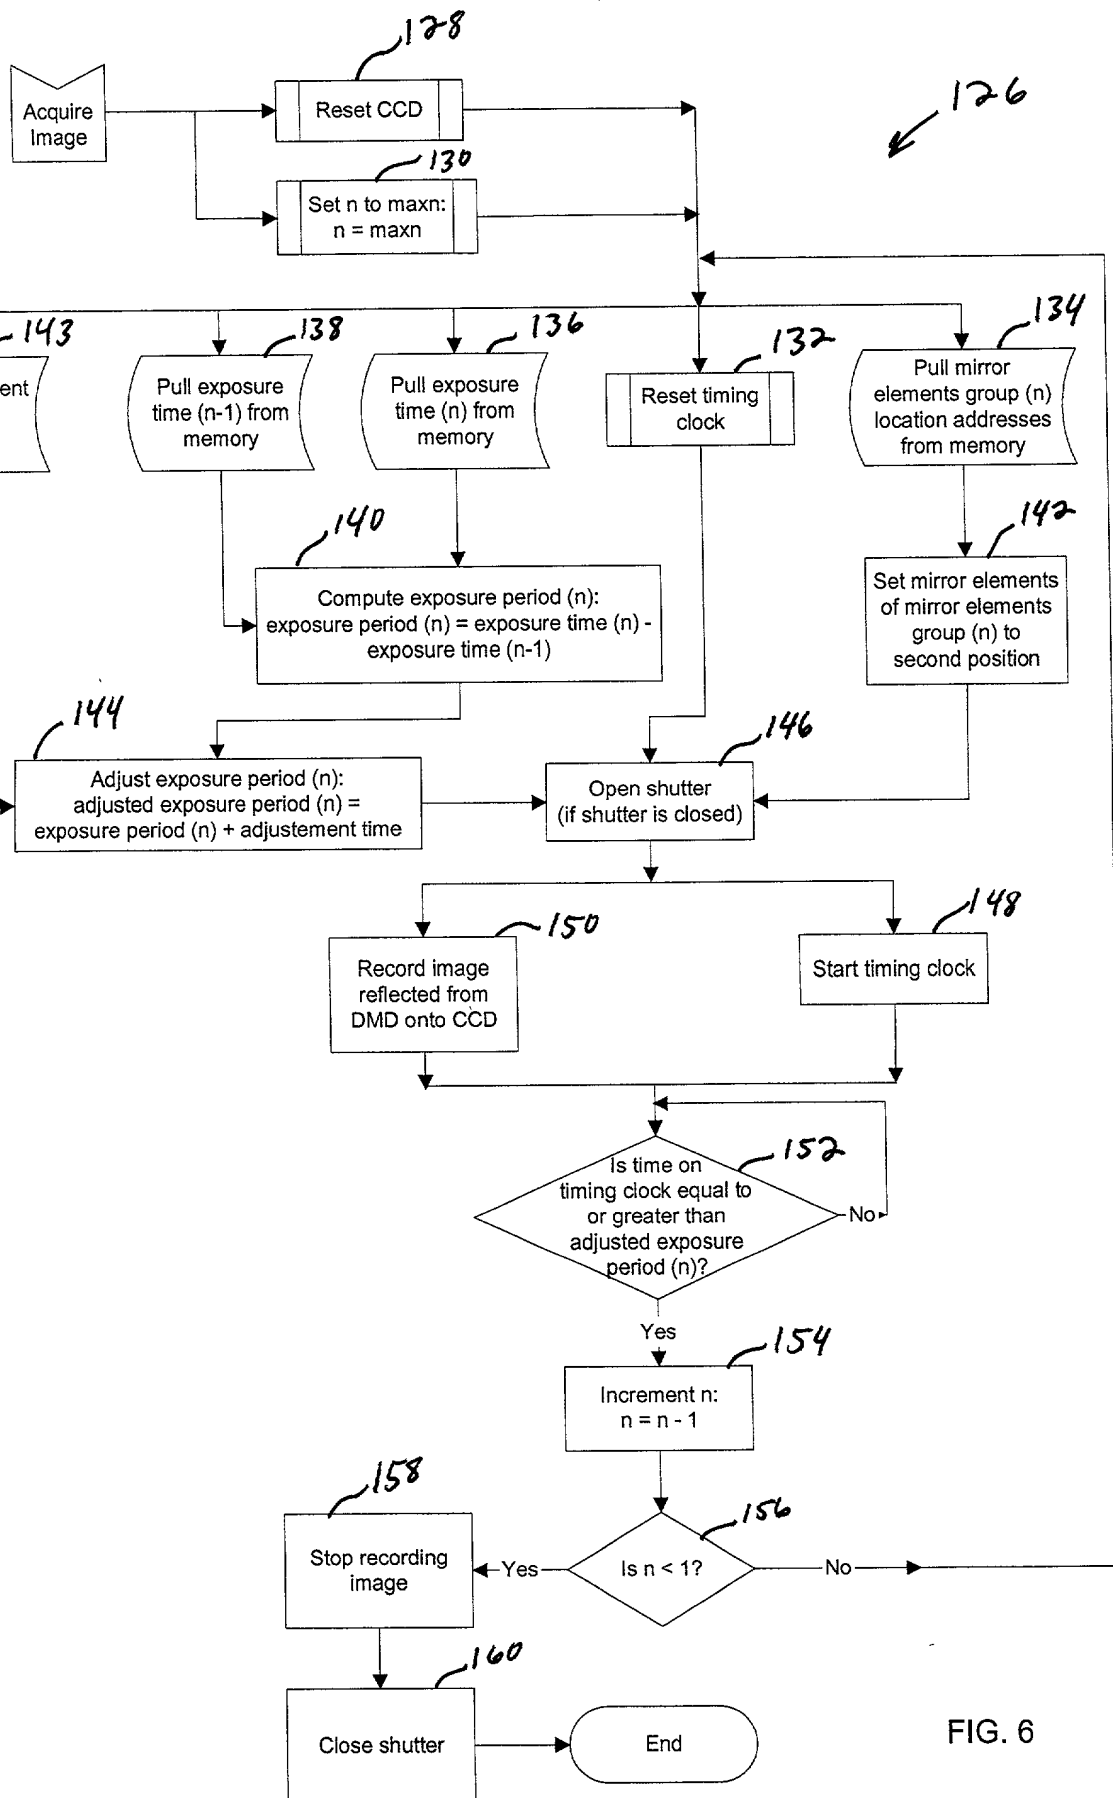 128
Acquire
Image
Reset CCD
126
130
Set n to maxn:
n = maxn
143
138
136
132
134
ent
Pull exposure
time (n-1) from
memory
Pull exposure
time (n) from
memory
Reset timing
clock
Pull mirror
elements group (n)
location addresses
from memory
140
142
Compute exposure period (n):
exposure period (n) = exposure time (n) -
exposure time (n-1)
Set mirror elements
of mirror elements
group (n) to
second position
144
146
Adjust exposure period (n):
adjusted exposure period (n) =
exposure period (n) + adjustement time
Open shutter
(if shutter is closed)
150
148
Record image
reflected from
DMD onto CCD
Start timing clock
152
Is time on
timing clock equal to
or greater than
adjusted exposure
period (n)?
No
Yes
154
Increment n:
n = n - 1
158
156
Stop recording
image
Yes
Is n < 1?
No
160
Close shutter
End
FIG. 6